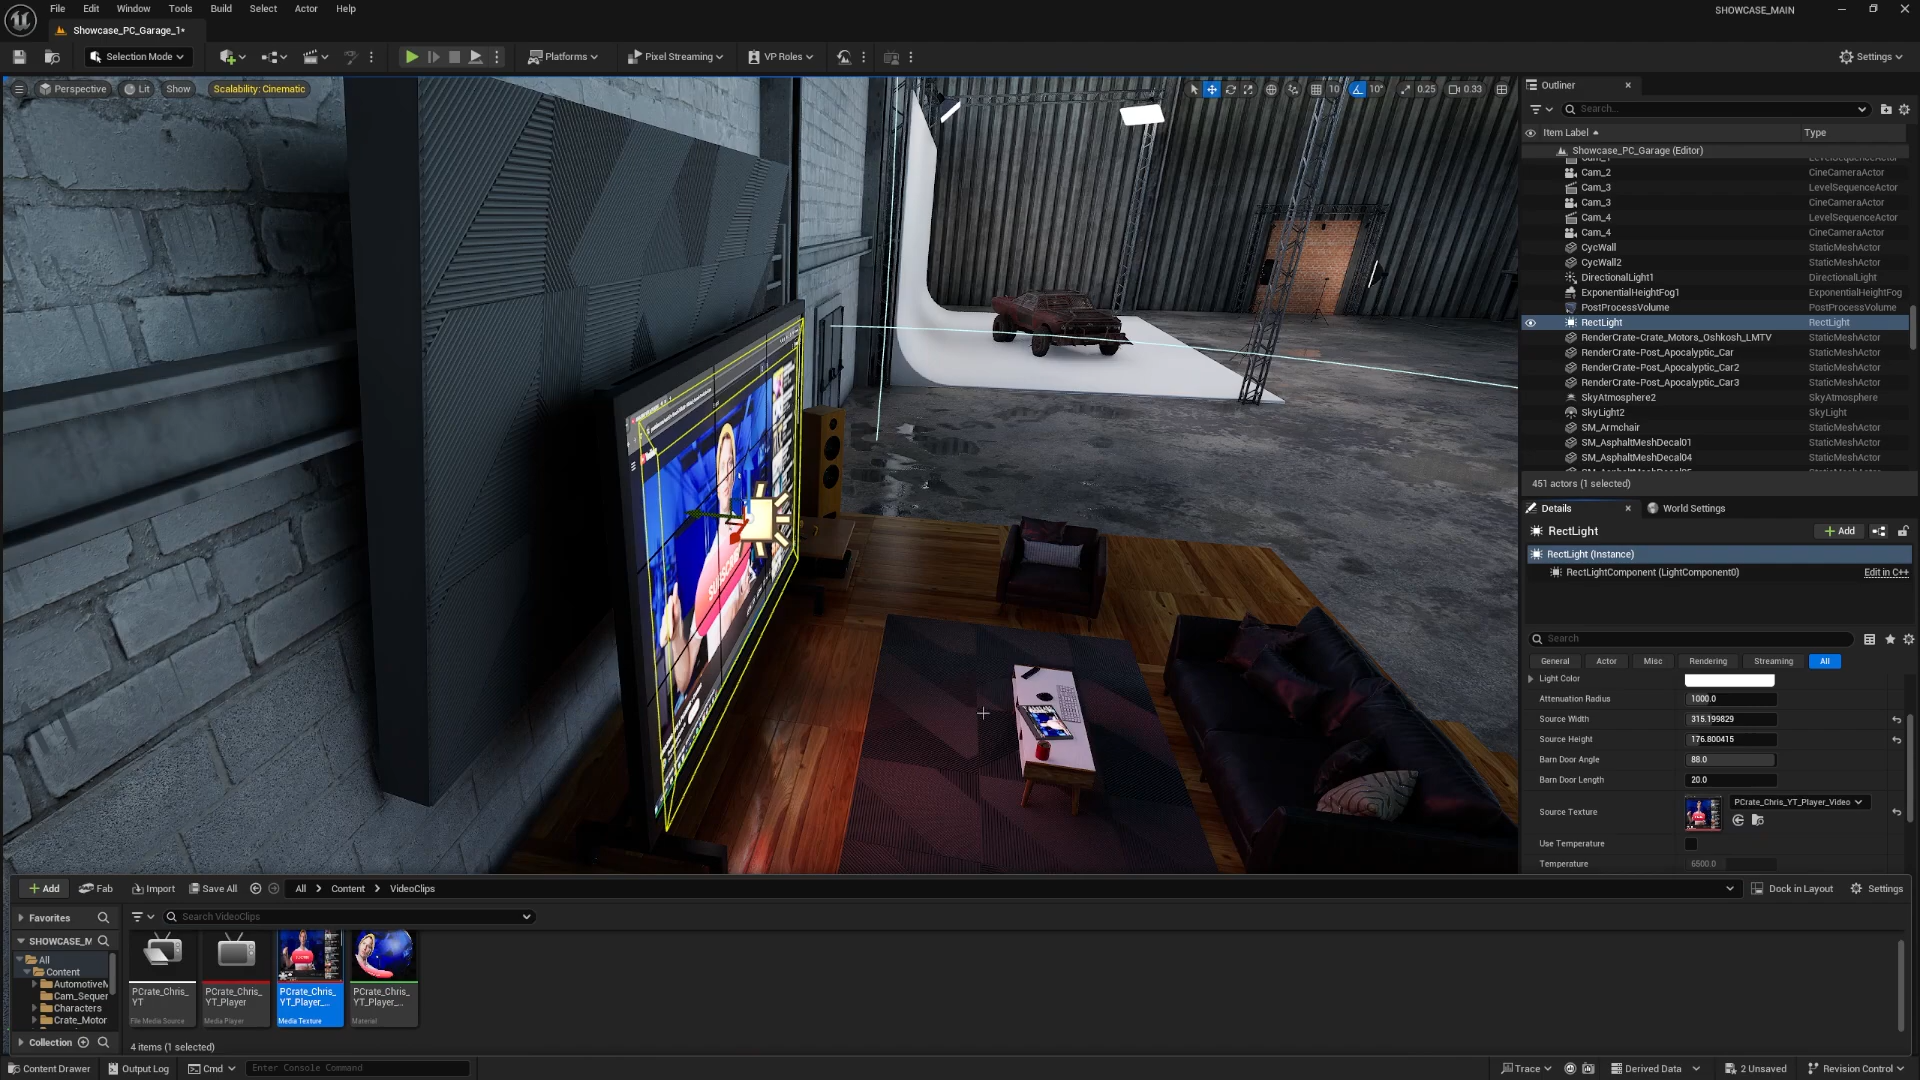 File Edit Window Tools Build Select Actor Help
SHOWCASE_MAIN
Showcase_PC_Garage_1*
Selection Mode
Platforms
Pixel Streaming
VP Roles
Settings
Perspective
Lit
Show
Scalability: Cinematic
10
10°
0.25
0.33
Outliner
Search...
Item Label
Type
Showcase_PC_Garage (Editor)
Cam_2 CineCameraActor
Cam_3 LevelSequenceActor
Cam_3 CineCameraActor
Cam_4 LevelSequenceActor
Cam_4 CineCameraActor
CycWall StaticMeshActor
CycWall2 StaticMeshActor
DirectionalLight1 DirectionalLight
ExponentialHeightFog1 ExponentialHeightFog
PostProcessVolume PostProcessVolume
RectLight RectLight
RenderCrate-Crate_Motors_Oshkosh_LMTV StaticMeshActor
RenderCrate-Post_Apocalyptic_Car StaticMeshActor
RenderCrate-Post_Apocalyptic_Car2 StaticMeshActor
RenderCrate-Post_Apocalyptic_Car3 StaticMeshActor
SkyAtmosphere2 SkyAtmosphere
SkyLight2 SkyLight
SM_Armchair StaticMeshActor
SM_AsphaltMeshDecal01 StaticMeshActor
SM_AsphaltMeshDecal04 StaticMeshActor
451 actors (1 selected)
Details
World Settings
RectLight
Add
RectLight (Instance)
RectLightComponent (LightComponent0)
Edit in C++
Search
General Actor Misc Rendering Streaming All
Light Color
Attenuation Radius 1000.0
Source Width 315.199829
Source Height 176.800415
Barn Door Angle 88.0
Barn Door Length 20.0
Source Texture PCrate_Chris_YT_Player_Video
Use Temperature
Temperature 6500.0
SUBSCRIBE
Add
Fab
Import
Save All
All > Content > VideoClips
Dock in Layout
Settings
Favorites
Search VideoClips
SHOWCASE_M
All
Content
AutomotiveM
Cam_Sequer
Characters
Crate_Motor
Collection
PCrate_Chris_
YT
File Media Source
PCrate_Chris_
YT_Player
Media Player
PCrate_Chris_
YT_Player_...
Media Texture
PCrate_Chris_
YT_Player_...
Material
4 items (1 selected)
Content Drawer
Output Log
Cmd
Enter Console Command
Trace
Derived Data
2 Unsaved
Revision Control